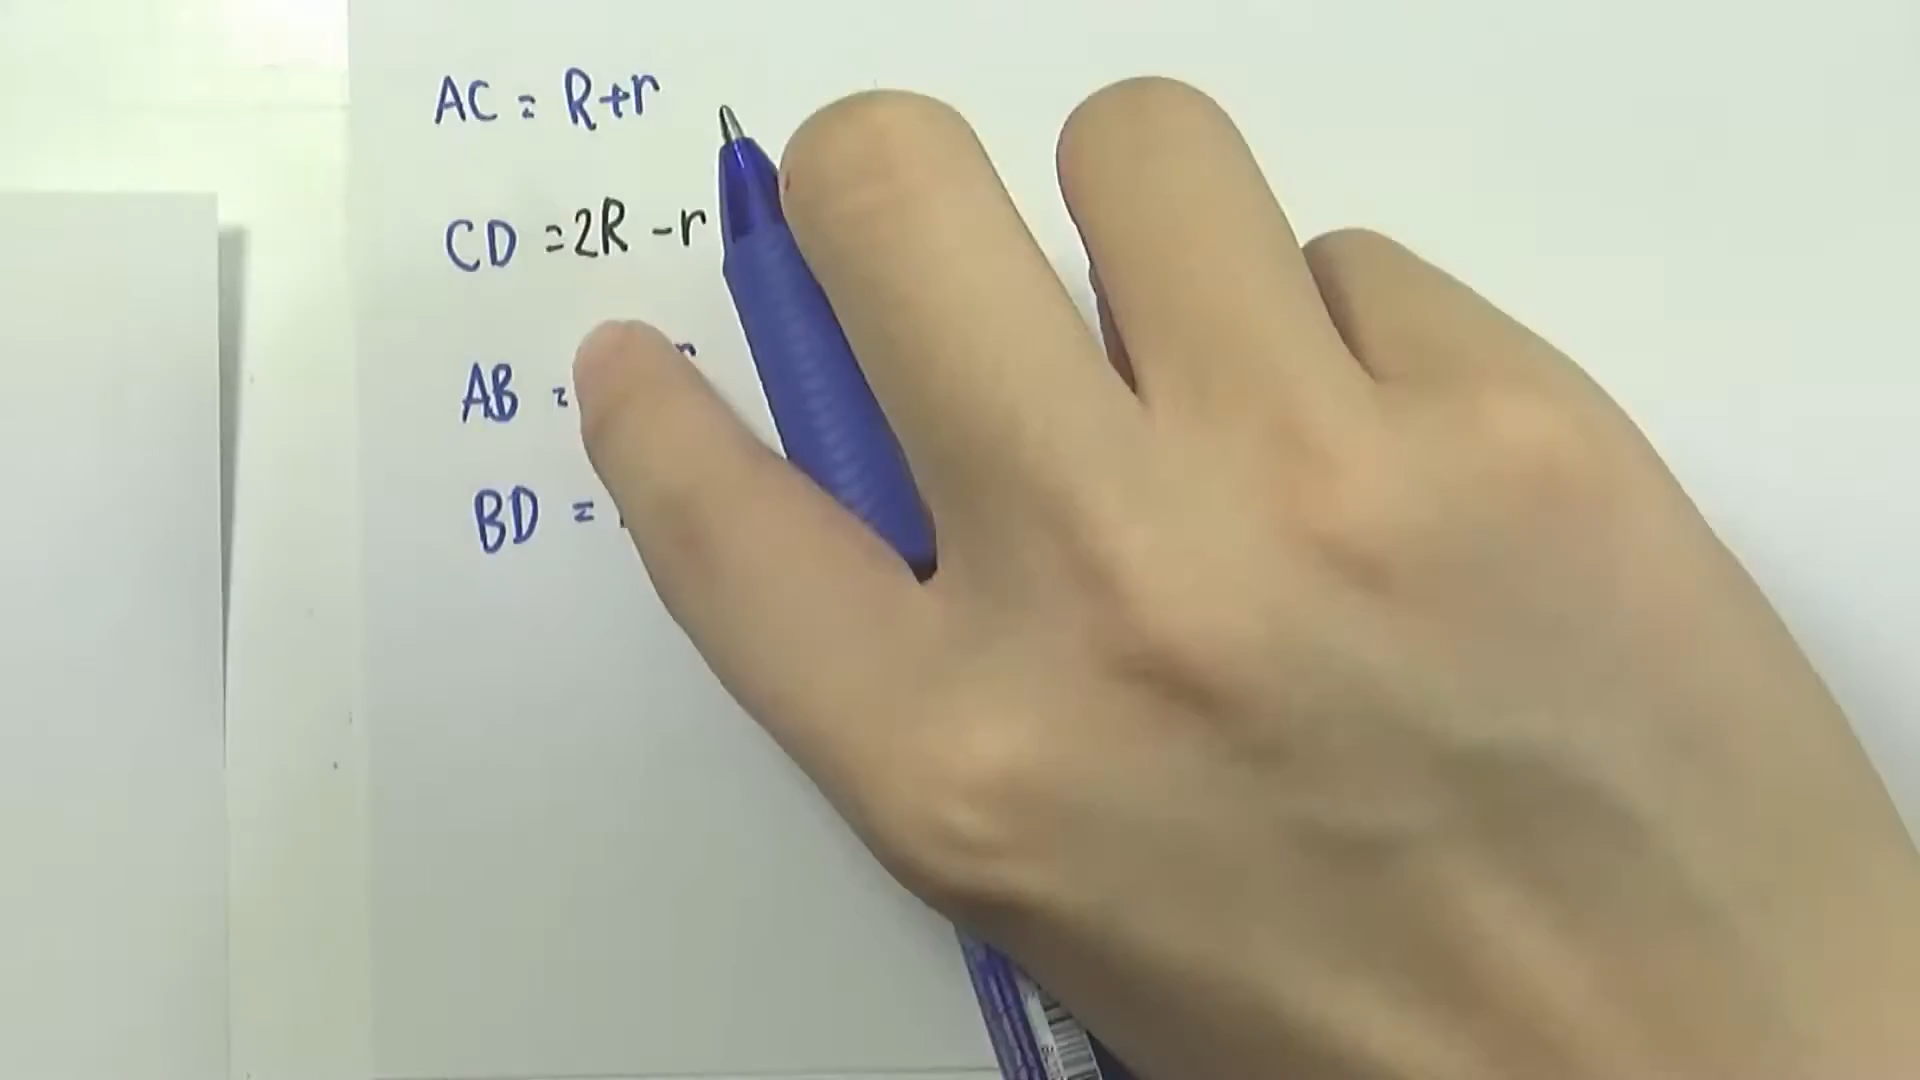 AC = R+r
CD = 2R - r
AB =
BD =